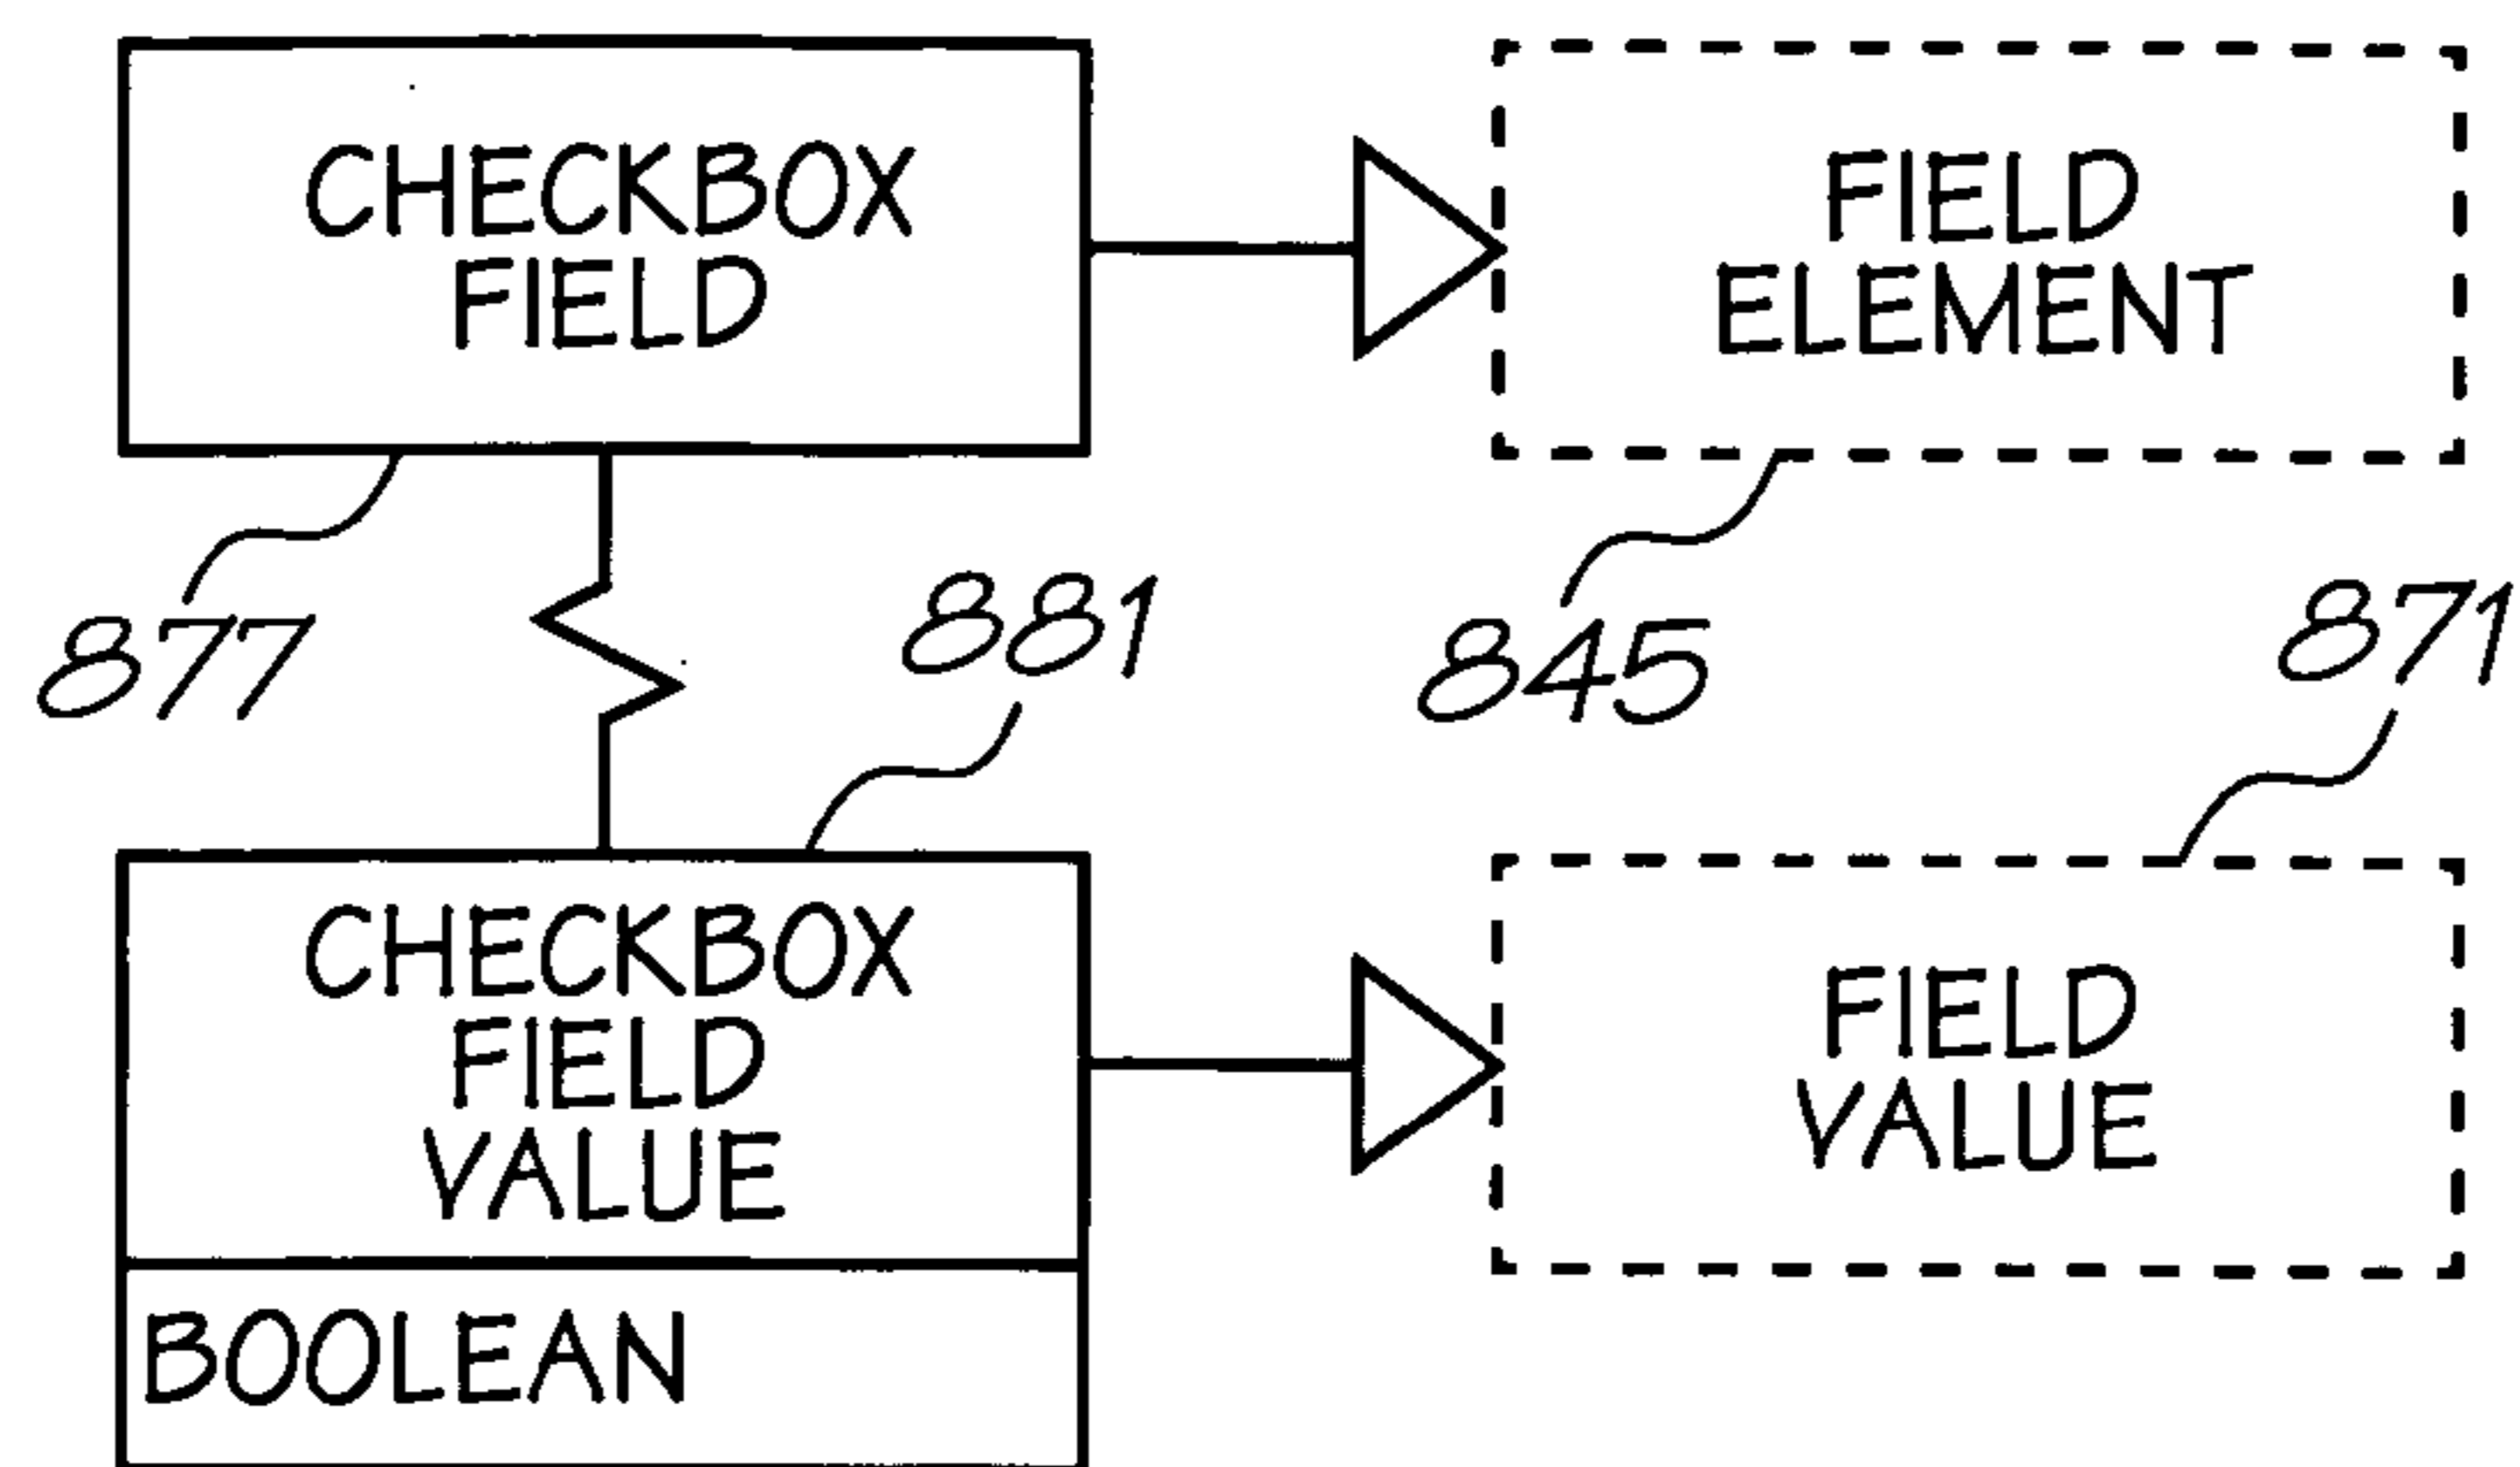 CHECKBOX
FIELD
FIELD
ELEMENT
877
881
845
871
CHECKBOX
FIELD
VALUE
BOOLEAN
FIELD
VALUE